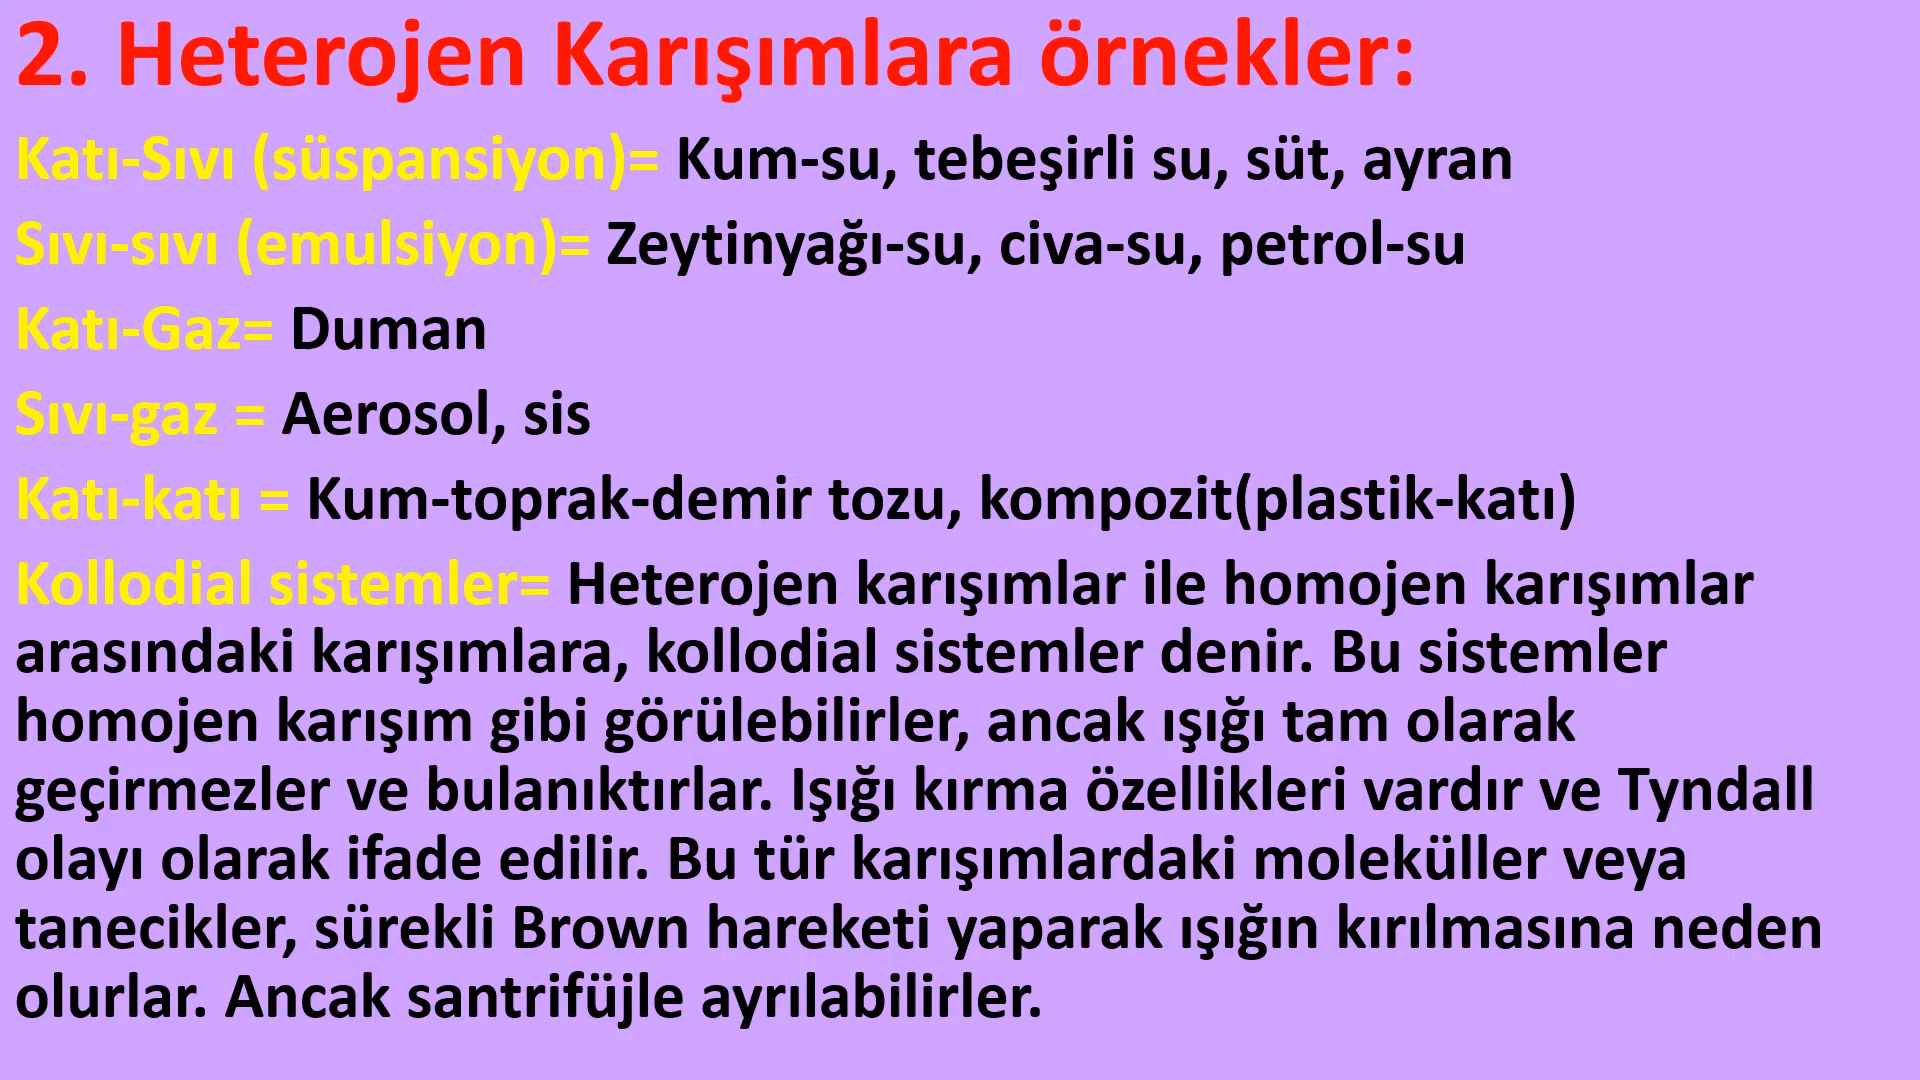 2. Heterojen Karışımlara örnekler:
Katı-Sıvı (süspansiyon)= Kum-su, tebeşirli su, süt, ayran
Sıvı-sıvı (emulsiyon)= Zeytinyağı-su, civa-su, petrol-su
Katı-Gaz= Duman
Sıvı-gaz = Aerosol, sis
Katı-katı = Kum-toprak-demir tozu, kompozit(plastik-katı)
Kollodial sistemler= Heterojen karışımlar ile homojen karışımlar
arasındaki karışımlara, kollodial sistemler denir. Bu sistemler
homojen karışım gibi görülebilirler, ancak ışığı tam olarak
geçirmezler ve bulanıktırlar. Işığı kırma özellikleri vardır ve Tyndall
olayı olarak ifade edilir. Bu tür karışımlardaki moleküller veya
tanecikler, sürekli Brown hareketi yaparak ışığın kırılmasına neden
olurlar. Ancak santrifüjle ayrılabilirler.